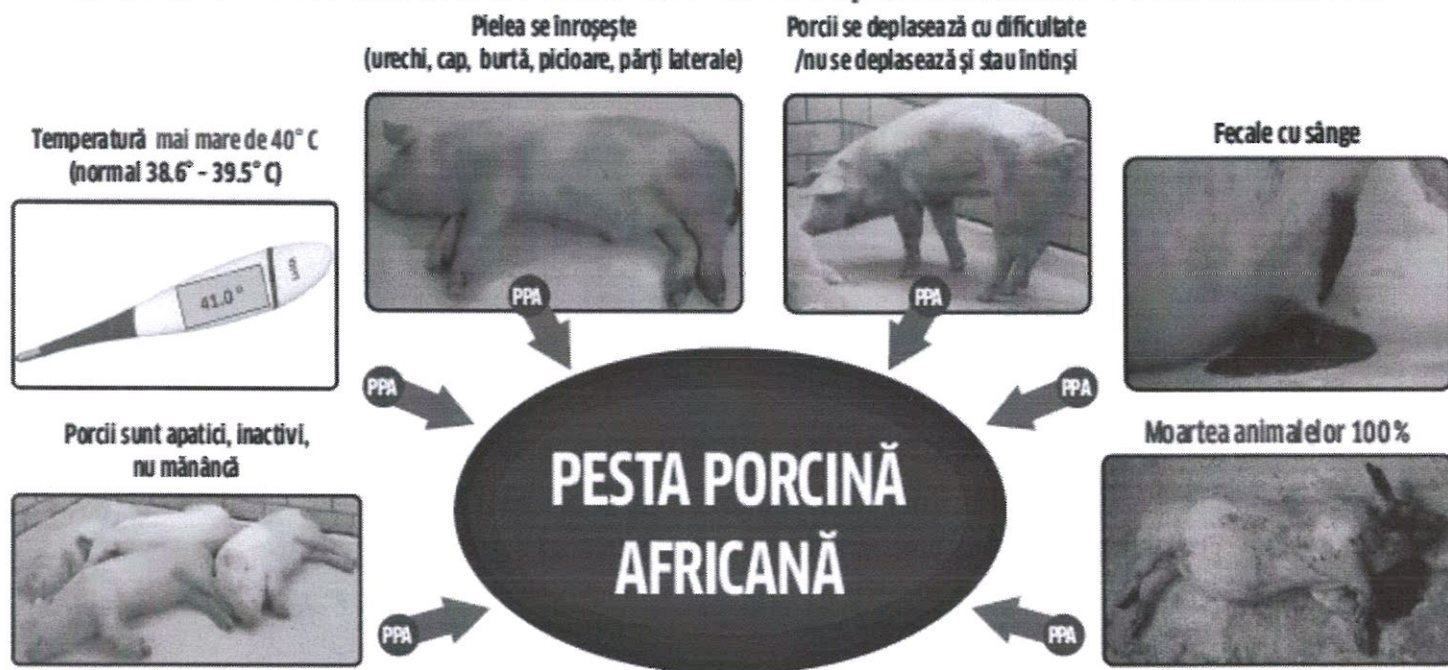 Pielea se înroșește
(urechi, cap, burtă, picioare, părți laterale)
Porcii se deplasează cu dificultate
/nu se deplasează și stau întinși
Temperatură mai mare de 40° C
(normal 38.6° - 39.5° C)
Fecale cu sânge
41.0°
PPA
PPA
PPA
PPA
Porcii sunt apatici, inactivi,
nu mănâncă
Moartea animalelor 100%
PESTA PORCINĂ
AFRICANĂ
PPA
PPA